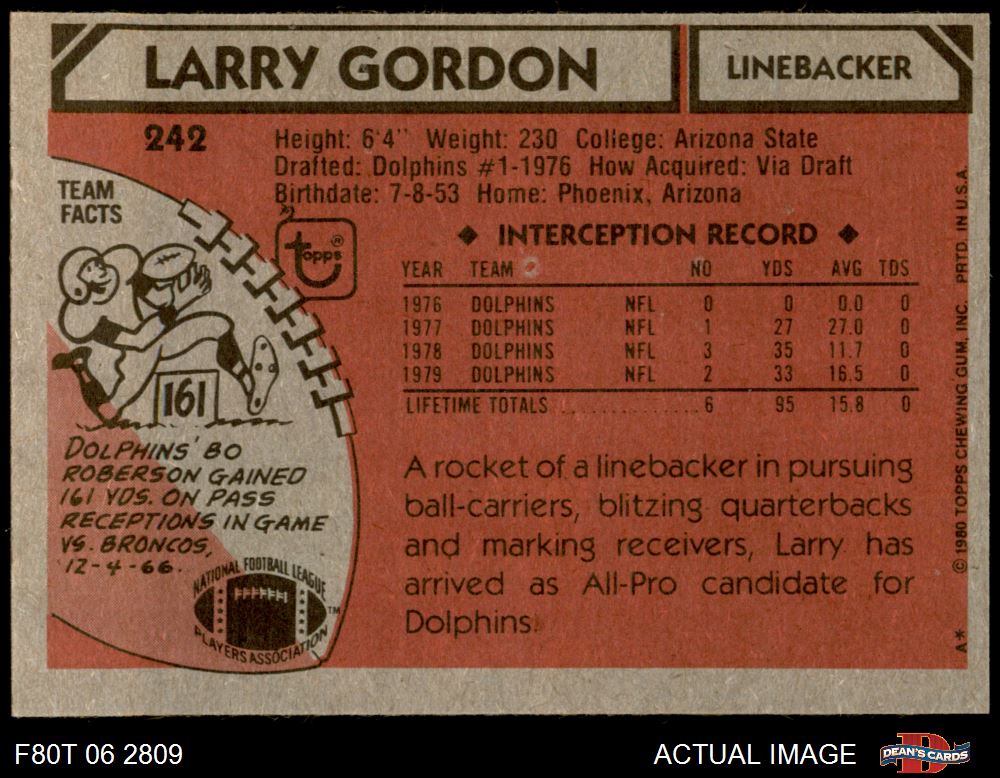 LARRY GORDON
LINEBACKER
242
Height: 6'4" Weight: 230 College: Arizona State
Drafted: Dolphins #1-1976 How Acquired: Via Draft
Birthdate: 7-8-53 Home: Phoenix, Arizona
TEAM
FACTS
topps ®
◆ INTERCEPTION RECORD ◆
YEAR TEAM NO YDS AVG TDS
1976 DOLPHINS NFL 0 0 0.0 0
1977 DOLPHINS NFL 1 27 27.0 0
1978 DOLPHINS NFL 3 35 11.7 0
1979 DOLPHINS NFL 2 33 16.5 0
LIFETIME TOTALS 6 95 15.8 0
161
DOLPHINS' BO
ROBERSON GAINED
161 YDS. ON PASS
RECEPTIONS IN GAME
VS. BRONCOS,
12-4-66.
NATIONAL FOOTBALL LEAGUE
PLAYERS ASSOCIATION
TM
A rocket of a linebacker in pursuing
ball-carriers, blitzing quarterbacks
and marking receivers, Larry has
arrived as All-Pro candidate for
Dolphins.
A* © 1980 TOPPS CHEWING GUM, INC. PRTD. IN U.S.A.
F80T 06 2809
ACTUAL IMAGE
DEAN'S CARDS